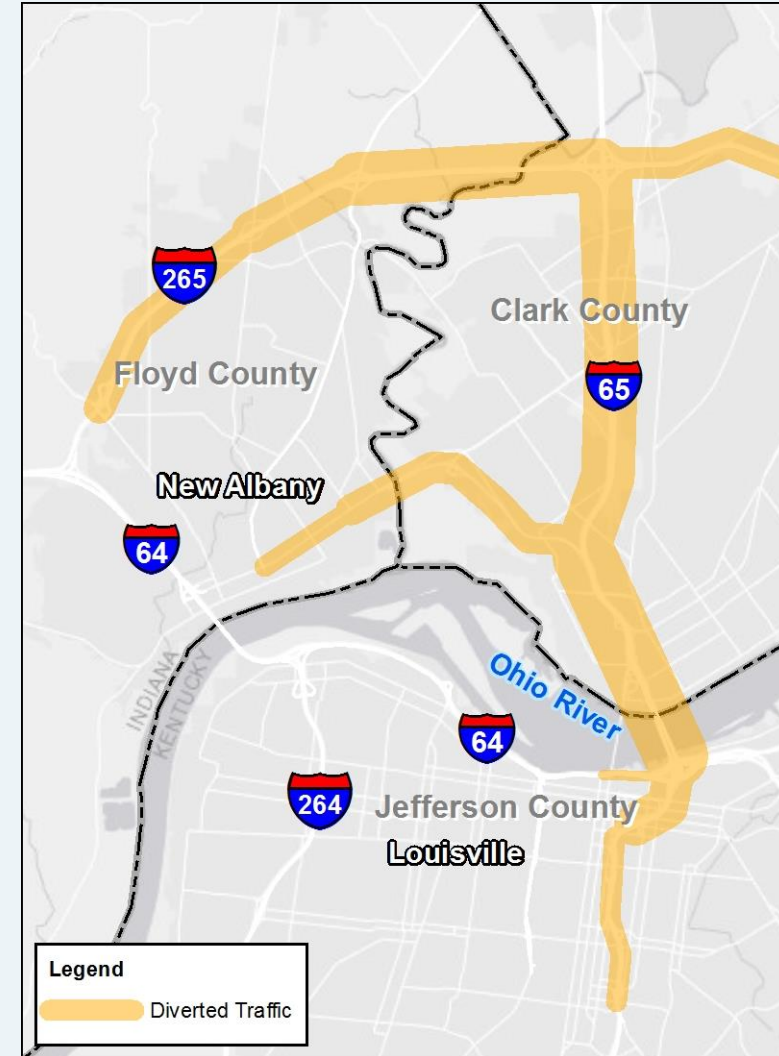 265
Clark County
Floyd County
65
New Albany
64
INDIANA
KENTUCKY
Ohio River
64
264
Jefferson County
Louisville
Legend
Diverted Traffic